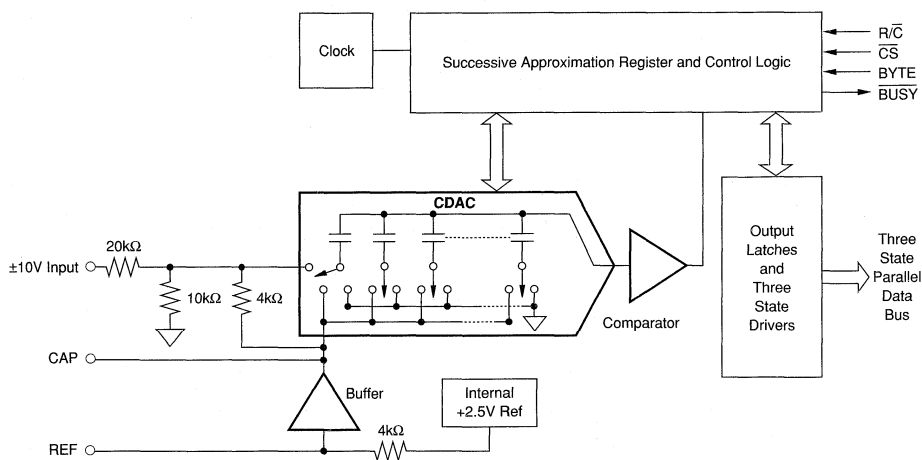 Clock
Successive Approximation Register and Control Logic
R/C̅
C̅S̅
BYTE
B̅U̅S̅Y̅
CDAC
±10V Input
20kΩ
10kΩ
4kΩ
Comparator
Output
Latches
and
Three
State
Drivers
Three
State
Parallel
Data
Bus
CAP
Buffer
Internal
+2.5V Ref
4kΩ
REF